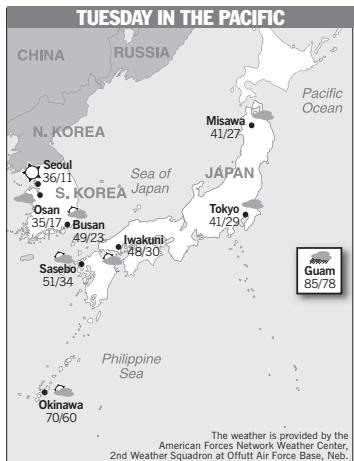 TUESDAY IN THE PACIFIC
CHINA
RUSSIA
Pacific
Ocean
Misawa
41/27
N. KOREA
Seoul
36/11
Sea of
Japan
JAPAN
S. KOREA
Osan
35/17
Busan
49/23
Tokyo
41/29
Iwakuni
48/30
Sasebo
51/34
Guam
85/78
Philippine
Sea
Okinawa
70/60
The weather is provided by the
American Forces Network Weather Center,
2nd Weather Squadron at Offutt Air Force Base, Neb.